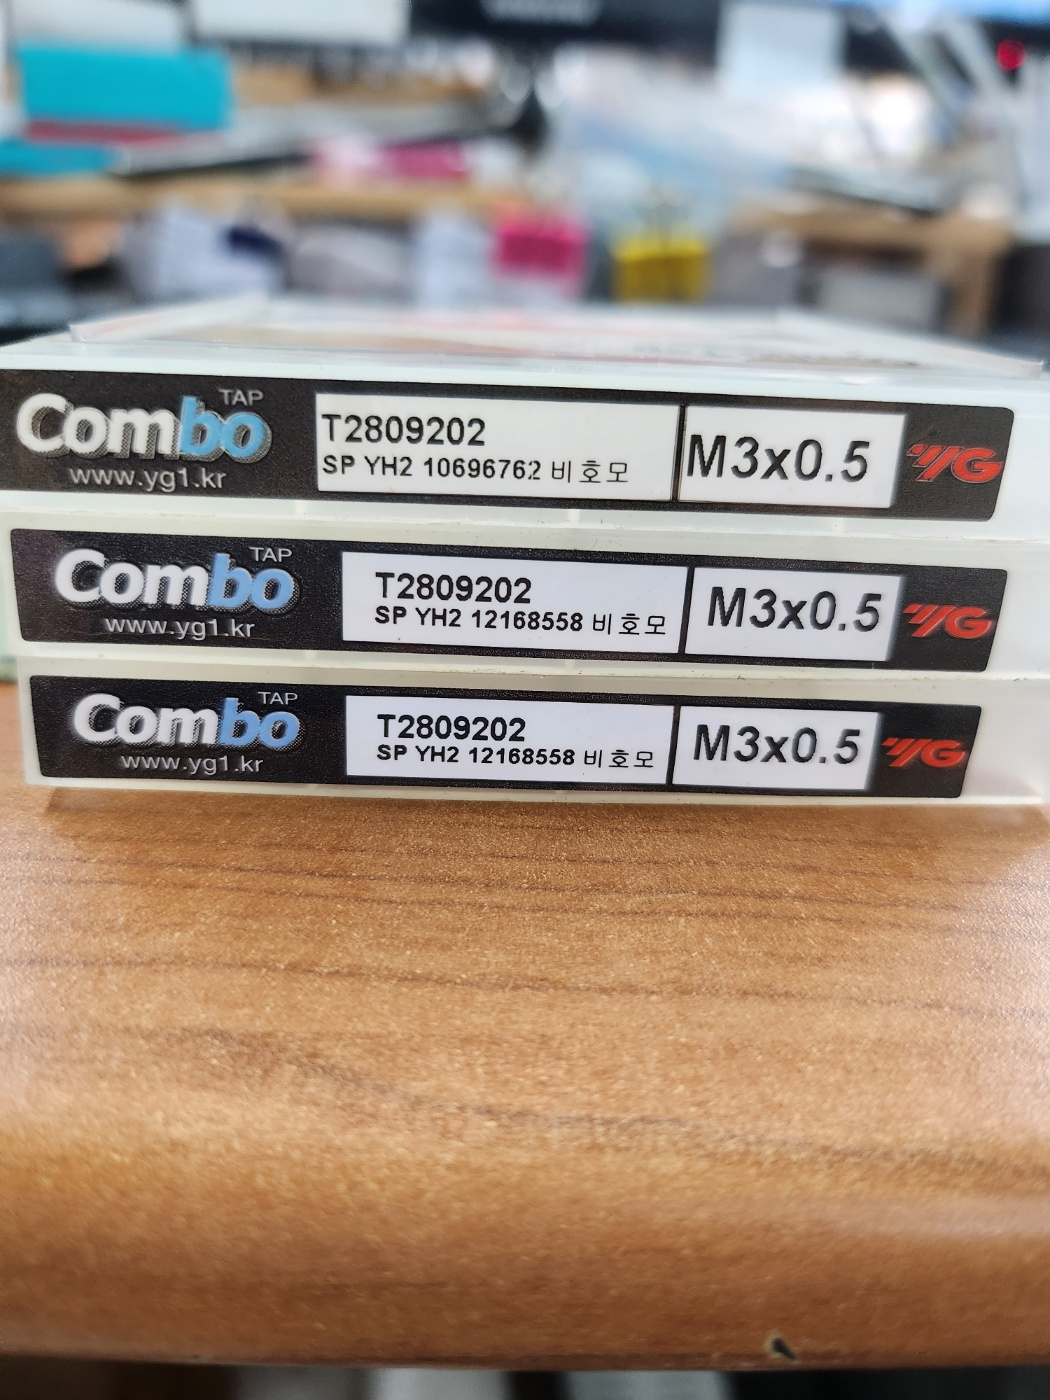 TAP
Combo
www.yg1.kr
T2809202
SP YH2 10696762 비호모
M3x0.5
YG
TAP
Combo
www.yg1.kr
T2809202
SP YH2 12168558 비호모
M3x0.5
YG
TAP
Combo
www.yg1.kr
T2809202
SP YH2 12168558 비호모
M3x0.5
YG